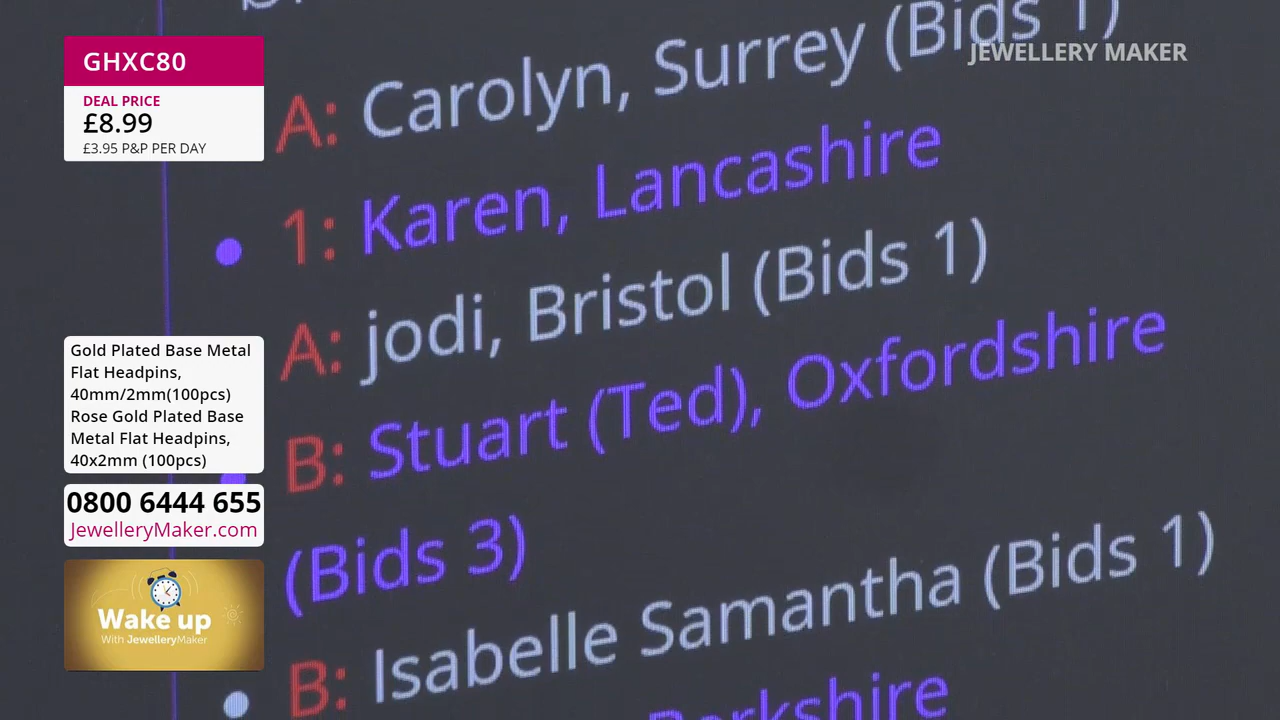 GHXC80
DEAL PRICE
£8.99
£3.95 P&P PER DAY
JEWELLERY MAKER
A: Carolyn, Surrey (Bids 1)
1: Karen, Lancashire
A: jodi, Bristol (Bids 1)
B: Stuart (Ted), Oxfordshire
(Bids 3)
B: Isabelle Samantha (Bids 1)
Berkshire
Gold Plated Base Metal
Flat Headpins,
40mm/2mm(100pcs)
Rose Gold Plated Base
Metal Flat Headpins,
40x2mm (100pcs)
0800 6444 655
JewelleryMaker.com
Wake up
With JewelleryMaker